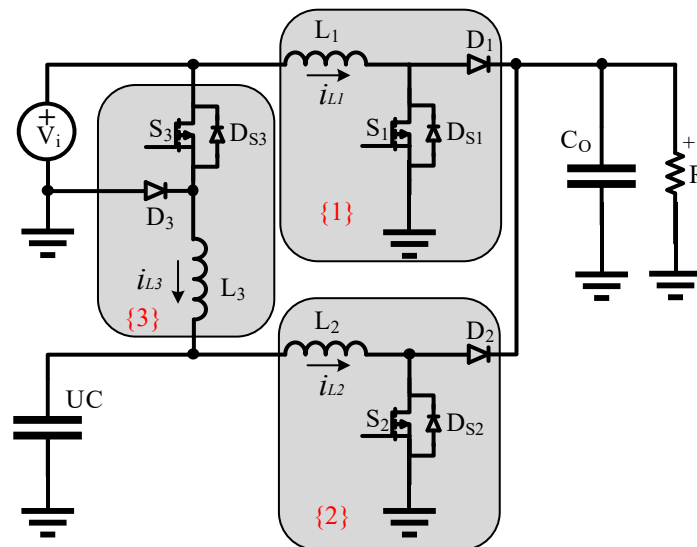 L1
D1
iL1
+
Vi
S3
DS3
S1
DS1
CO
+
R
D3
{1}
iL3
L3
{3}
L2
D2
iL2
UC
S2
DS2
{2}